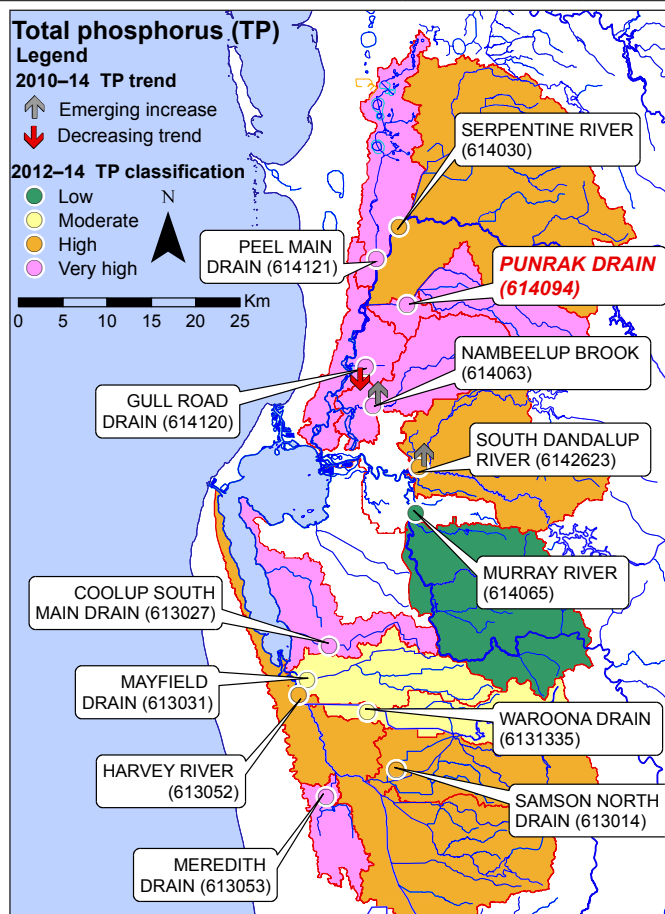 Total phosphorus (TP)
Legend
2010–14 TP trend
Emerging increase
Decreasing trend
2012–14 TP classification
Low
Moderate
High
Very high
N
Km
0 5 10 15 20 25
SERPENTINE RIVER
(614030)
PEEL MAIN
DRAIN (614121)
PUNRAK DRAIN
(614094)
NAMBEELUP BROOK
(614063)
GULL ROAD
DRAIN (614120)
SOUTH DANDALUP
RIVER (6142623)
MURRAY RIVER
(614065)
COOLUP SOUTH
MAIN DRAIN (613027)
MAYFIELD
DRAIN (613031)
WAROONA DRAIN
(6131335)
HARVEY RIVER
(613052)
SAMSON NORTH
DRAIN (613014)
MEREDITH
DRAIN (613053)